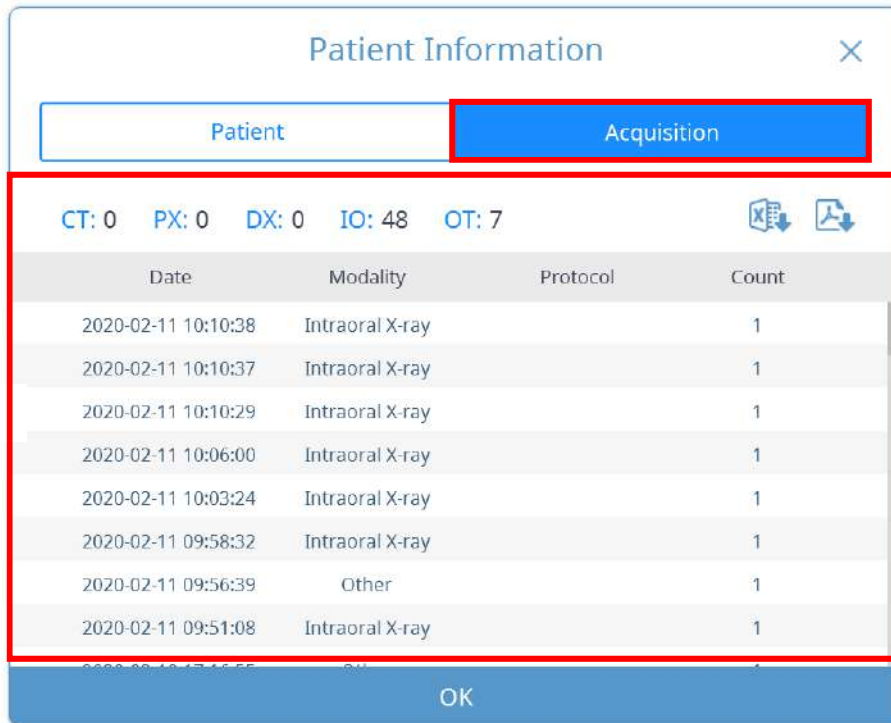 Patient Information
Patient Acquisition
CT: 0 PX: 0 DX: 0 IO: 48 OT: 7
Date Modality Protocol Count
2020-02-11 10:10:38 Intraoral X-ray 1
2020-02-11 10:10:37 Intraoral X-ray 1
2020-02-11 10:10:29 Intraoral X-ray 1
2020-02-11 10:06:00 Intraoral X-ray 1
2020-02-11 10:03:24 Intraoral X-ray 1
2020-02-11 09:58:32 Intraoral X-ray 1
2020-02-11 09:56:39 Other 1
2020-02-11 09:51:08 Intraoral X-ray 1
OK